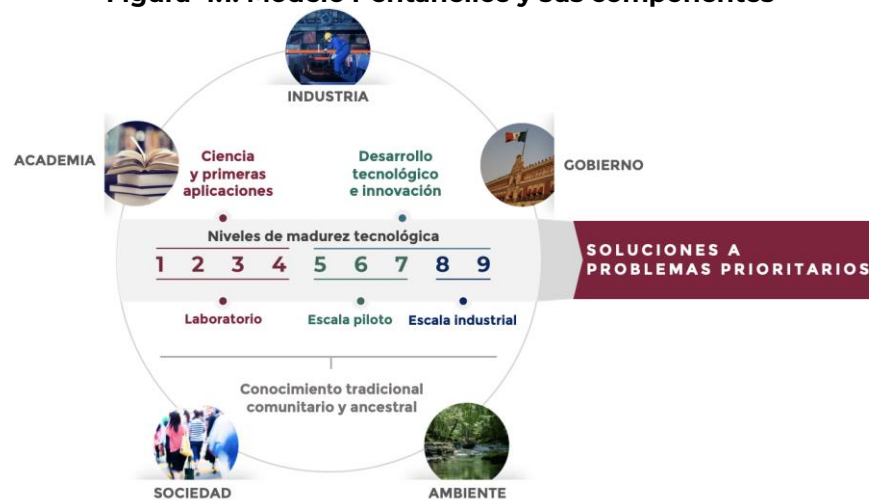 INDUSTRIA
ACADEMIA
GOBIERNO
Ciencia
y primeras
aplicaciones
Desarrollo
tecnológico
e innovación
Niveles de madurez tecnológica
1 2 3 4 5 6 7 8 9
Laboratorio
Escala piloto
Escala industrial
SOLUCIONES A
PROBLEMAS PRIORITARIOS
Conocimiento tradicional
comunitario y ancestral
SOCIEDAD
AMBIENTE